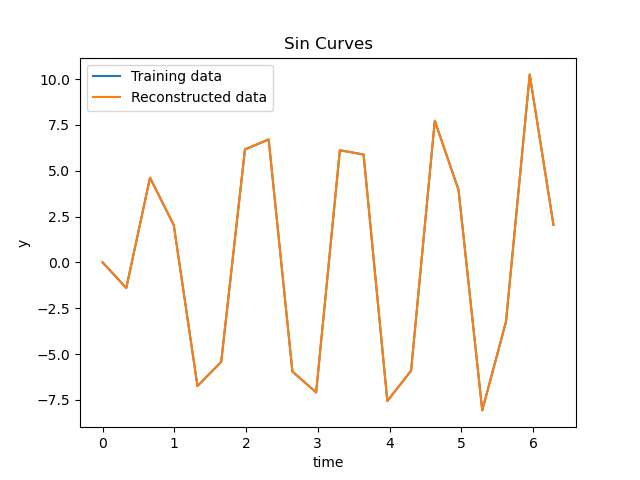 Sin Curves
Training data
Reconstructed data
10.0
7.5
5.0
2.5
0.0
−2.5
−5.0
−7.5
y
0 1 2 3 4 5 6
time